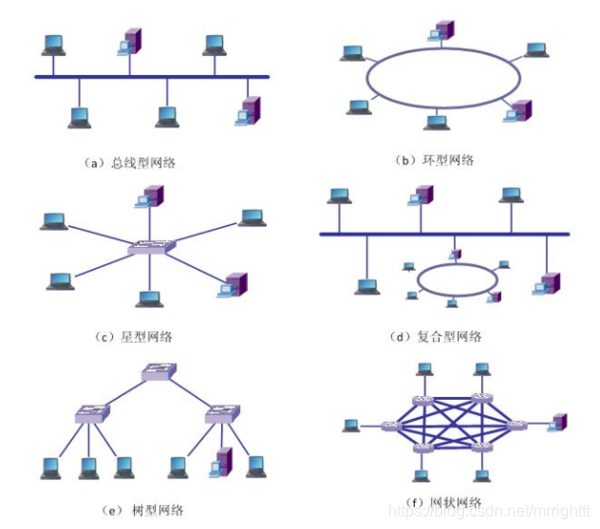 （a）总线型网络
（b）环型网络
（c）星型网络
（d）复合型网络
（e） 树型网络
（f）网状网络
https://blog.csdn.net/mrrighttt